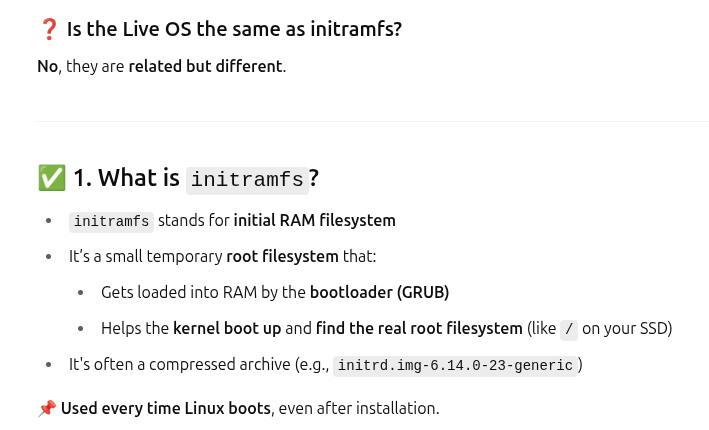 ❓ Is the Live OS the same as initramfs?
No, they are related but different.
✅ 1. What is initramfs?
• initramfs stands for initial RAM filesystem
• It’s a small temporary root filesystem that:
• Gets loaded into RAM by the bootloader (GRUB)
• Helps the kernel boot up and find the real root filesystem (like / on your SSD)
• It's often a compressed archive (e.g., initrd.img-6.14.0-23-generic)
📌 Used every time Linux boots, even after installation.